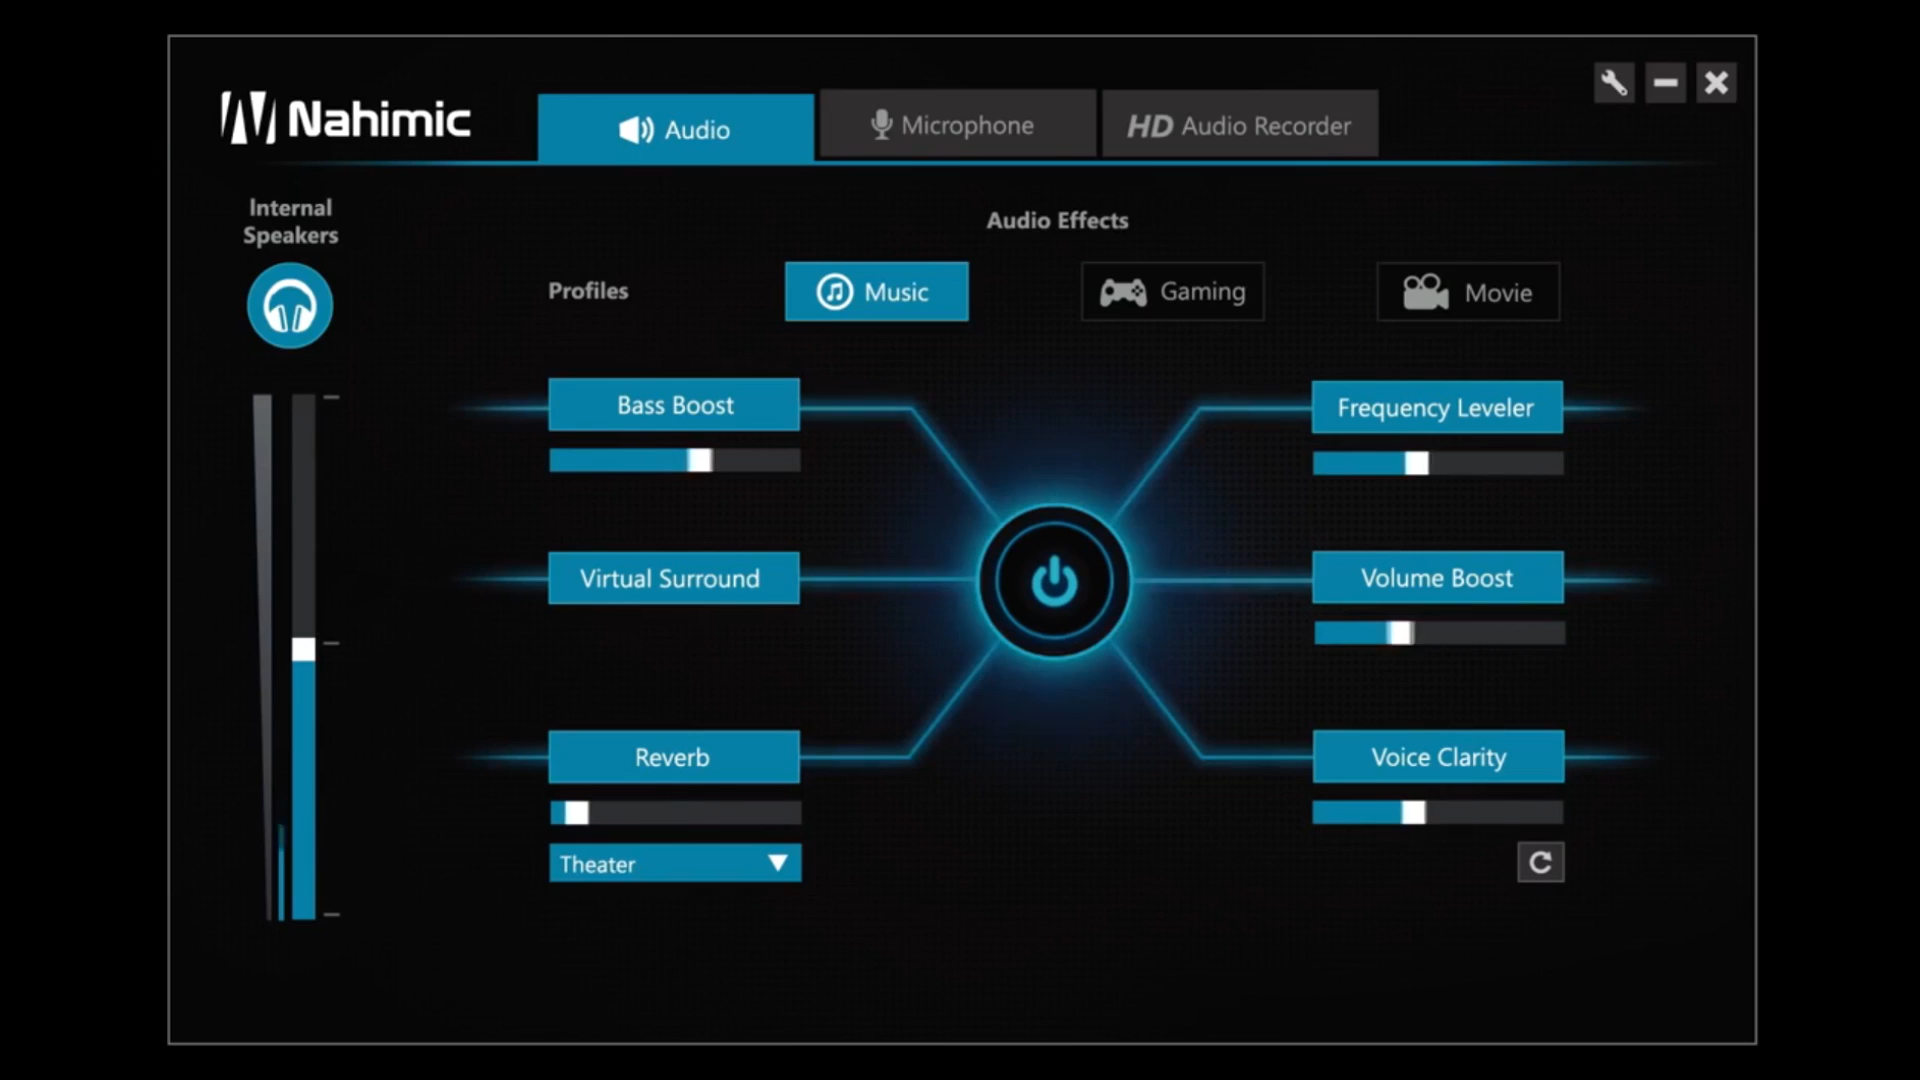 Nahimic
Audio
Microphone
HD Audio Recorder
Internal
Speakers
Audio Effects
Profiles
Music
Gaming
Movie
Bass Boost
Frequency Leveler
Virtual Surround
Volume Boost
Reverb
Voice Clarity
Theater